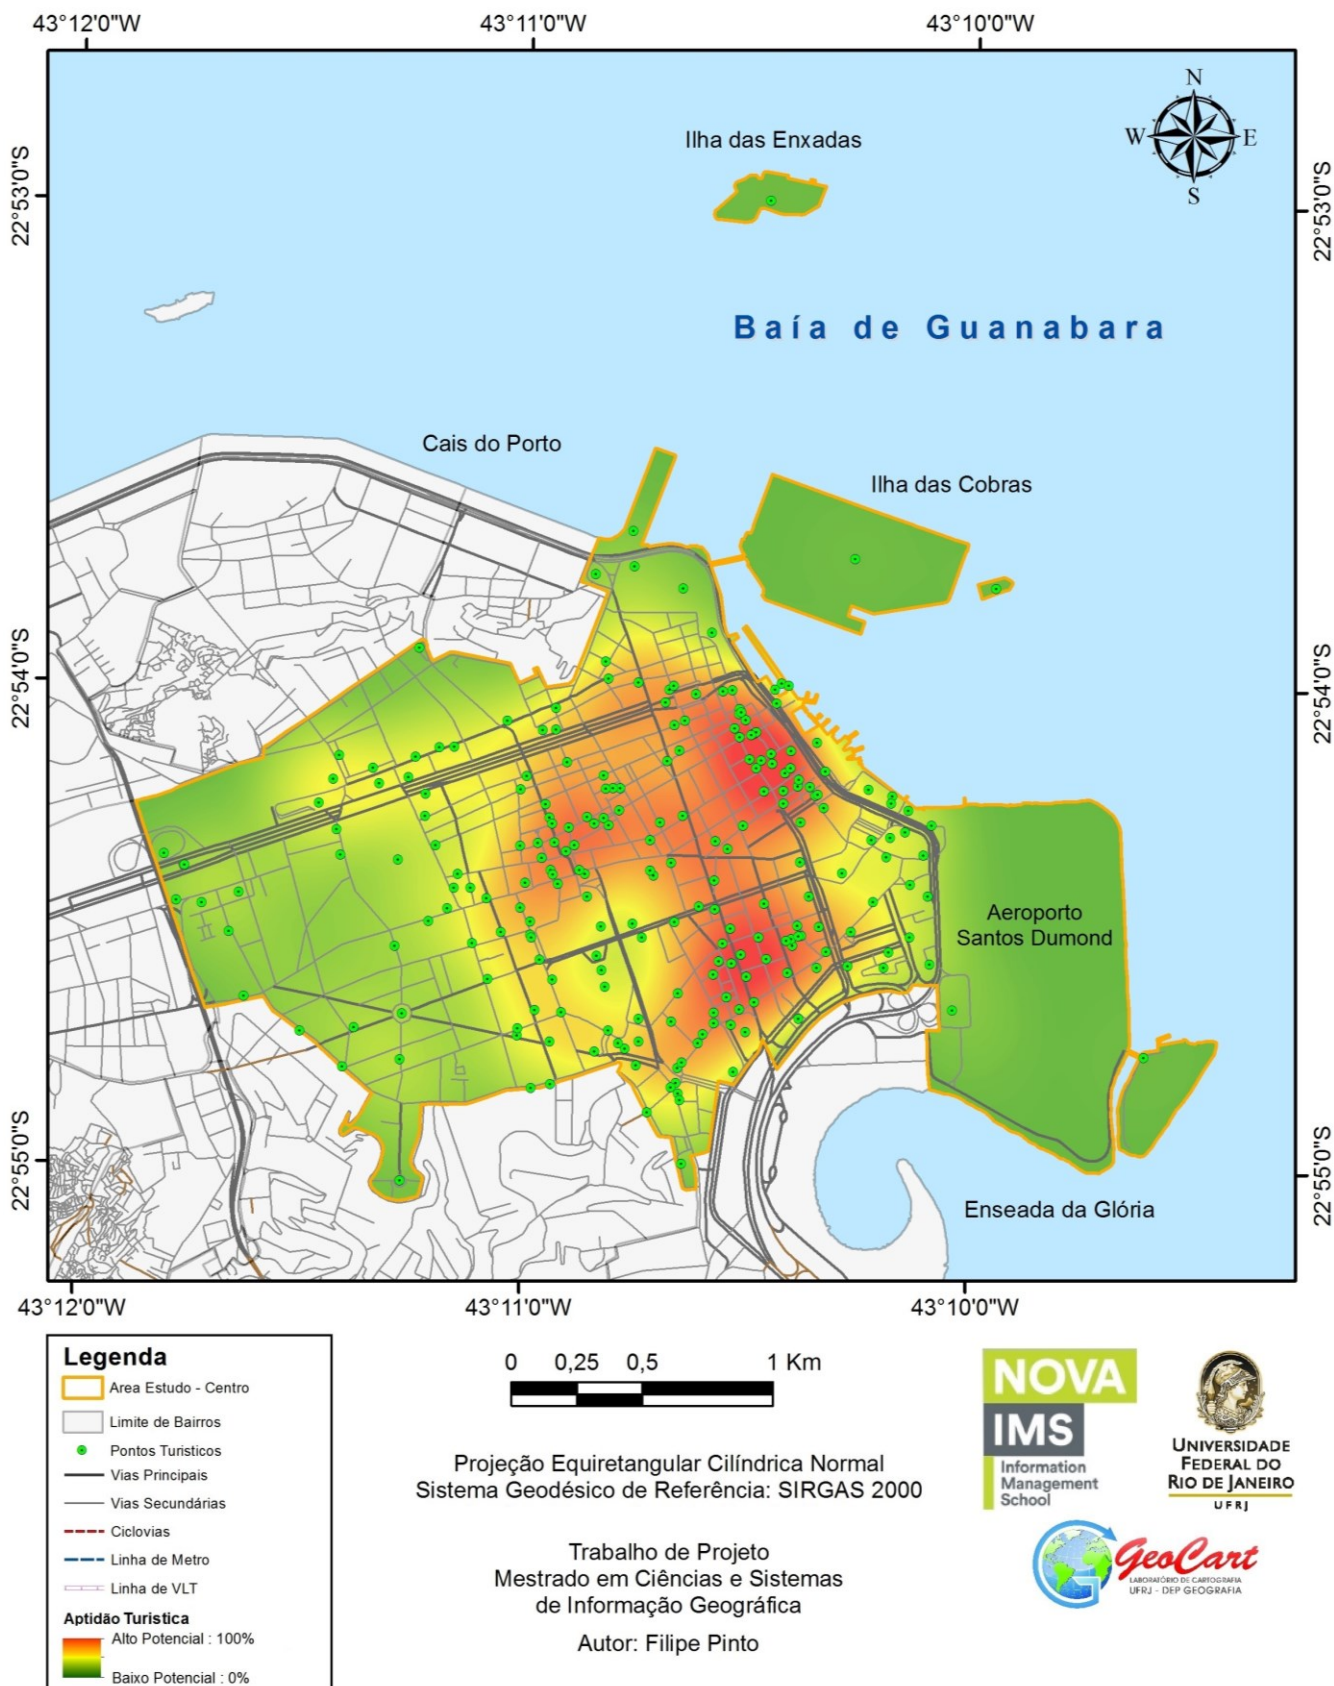 43°12'0"W
43°11'0"W
43°10'0"W
N
W E
S
Ilha das Enxadas
22°53'0"S
22°53'0"S
Baía de Guanabara
Cais do Porto
Ilha das Cobras
22°54'0"S
22°54'0"S
Aeroporto
Santos Dumond
22°55'0"S
22°55'0"S
Enseada da Glória
43°12'0"W
43°11'0"W
43°10'0"W
Legenda
Area Estudo - Centro
Limite de Bairros
Pontos Turisticos
Vias Principais
Vias Secundárias
Ciclovias
Linha de Metro
Linha de VLT
Aptidão Turistica
Alto Potencial : 100%
Baixo Potencial : 0%
0 0,25 0,5 1 Km
Projeção Equiretangular Cilíndrica Normal
Sistema Geodésico de Referência: SIRGAS 2000
Trabalho de Projeto
Mestrado em Ciências e Sistemas
de Informação Geográfica
Autor: Filipe Pinto
NOVA
IMS
Information
Management
School
UNIVERSIDADE
FEDERAL DO
RIO DE JANEIRO
UFRJ
GeoCart
LABORATÓRIO DE CARTOGRAFIA
UFRJ - DEP GEOGRAFIA